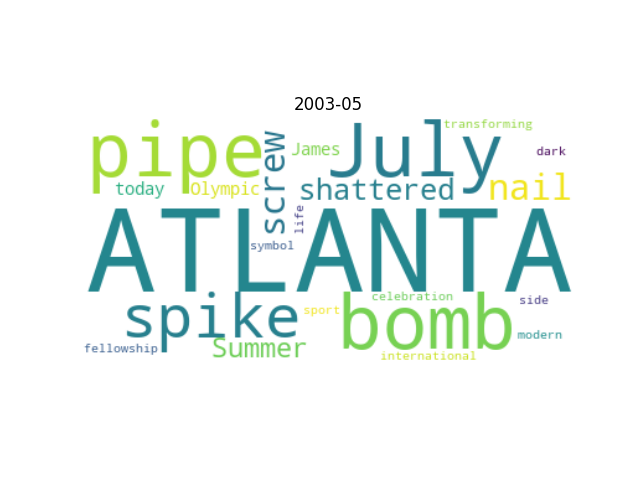 2003-05
pipe
July
transforming
screw
James
dark
today
Olympic
shattered
nail
life
ATLANTA
symbol
spike
bomb
celebration
side
sport
modern
fellowship
Summer
international